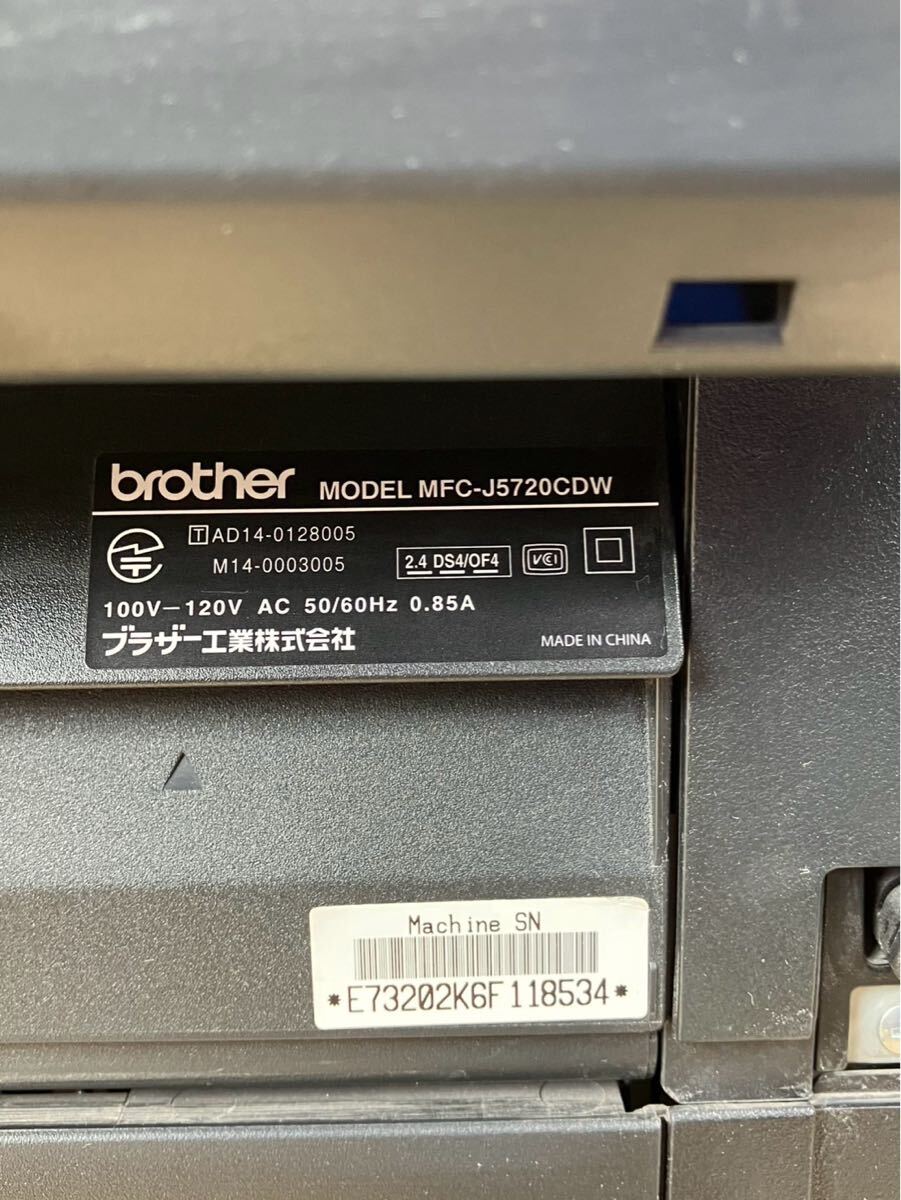 brother MODEL MFC-J5720CDW
T AD14-0128005
M14-0003005
2.4 DS4/OF4 VCI
100V－120V AC 50/60Hz 0.85A
ブラザー工業株式会社 MADE IN CHINA
Machine SN
*E73202K6F118534*